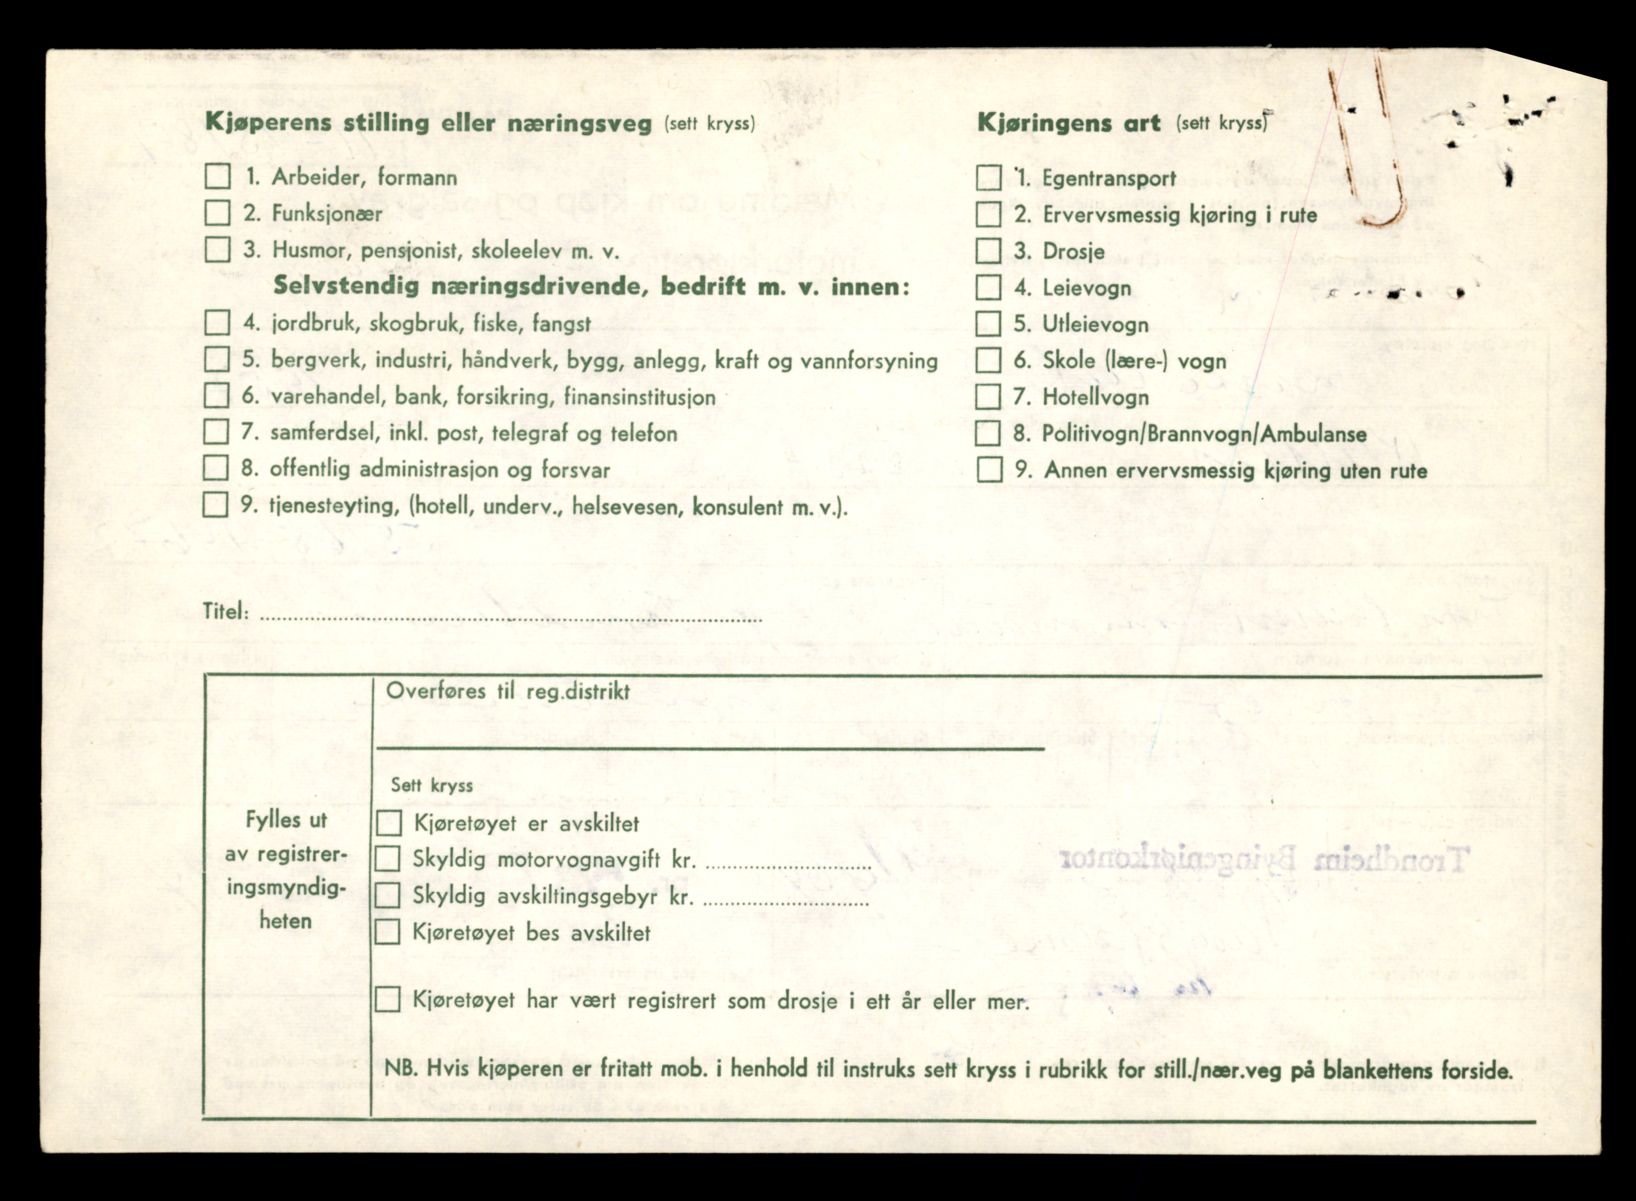 Kjøperens stilling eller næringsveg (sett kryss)
1. Arbeider, formann
2. Funksjonær
3. Husmor, pensjonist, skoleelev m. v.
Selvstendig næringsdrivende, bedrift m. v. innen:
4. jordbruk, skogbruk, fiske, fangst
5. bergverk, industri, håndverk, bygg, anlegg, kraft og vannforsyning
6. varehandel, bank, forsikring, finansinstitusjon
7. samferdsel, inkl. post, telegraf og telefon
8. offentlig administrasjon og forsvar
9. tjenesteyting, (hotell, underv., helsevesen, konsulent m. v.).
Kjøringens art (sett kryss)
1. Egentransport
2. Ervervsmessig kjøring i rute
3. Drosje
4. Leievogn
5. Utleievogn
6. Skole (lære-) vogn
7. Hotellvogn
8. Politivogn/Brannvogn/Ambulanse
9. Annen ervervsmessig kjøring uten rute
Titel:
Fylles ut
av registrer-
ingsmyndig-
heten
Overføres til reg.distrikt
Sett kryss
Kjøretøyet er avskiltet
Skyldig motorvognavgift kr.
Skyldig avskiltingsgebyr kr.
Kjøretøyet bes avskiltet
Kjøretøyet har vært registrert som drosje i ett år eller mer.
NB. Hvis kjøperen er fritatt mob. i henhold til instruks sett kryss i rubrikk for still./nær.veg på blankettens forside.
Trondheim Byingeniørkontor